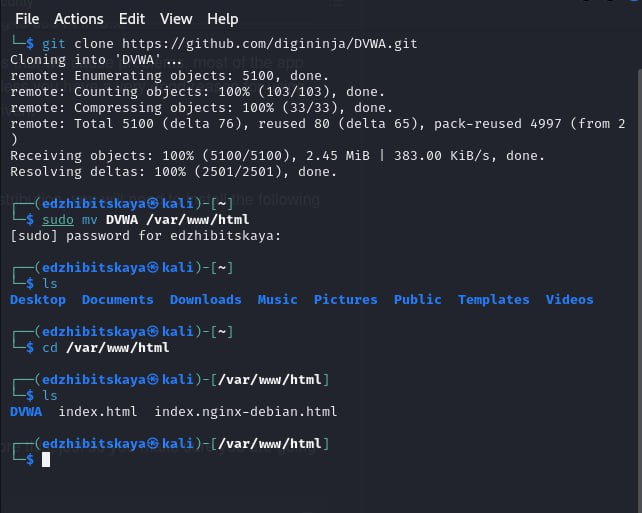 File Actions Edit View Help
└─$ git clone https://github.com/digininja/DVWA.git
Cloning into 'DVWA'...
remote: Enumerating objects: 5100, done.
remote: Counting objects: 100% (103/103), done.
remote: Compressing objects: 100% (33/33), done.
remote: Total 5100 (delta 76), reused 80 (delta 65), pack-reused 4997 (from 2
)
Receiving objects: 100% (5100/5100), 2.45 MiB | 383.00 KiB/s, done.
Resolving deltas: 100% (2501/2501), done.
┌──(edzhibitskaya㉿kali)-[~]
└─$ sudo mv DVWA /var/www/html
[sudo] password for edzhibitskaya:
┌──(edzhibitskaya㉿kali)-[~]
└─$ ls
Desktop Documents Downloads Music Pictures Public Templates Videos
┌──(edzhibitskaya㉿kali)-[~]
└─$ cd /var/www/html
┌──(edzhibitskaya㉿kali)-[/var/www/html]
└─$ ls
DVWA index.html index.nginx-debian.html
┌──(edzhibitskaya㉿kali)-[/var/www/html]
└─$